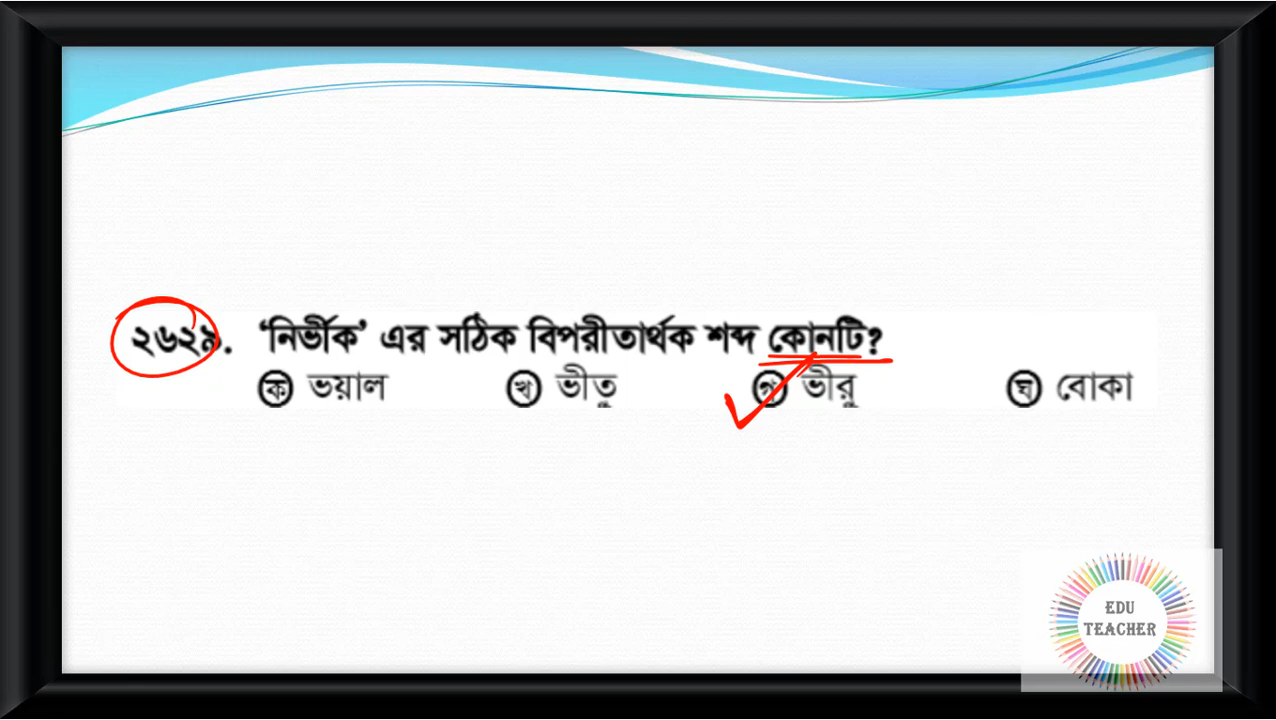 ২৬২৯. ‘নির্ভীক’ এর সঠিক বিপরীতার্থক শব্দ কোনটি?
ক ভয়াল খ ভীতু গ ভীরু ঘ বোকা
EDU
TEACHER